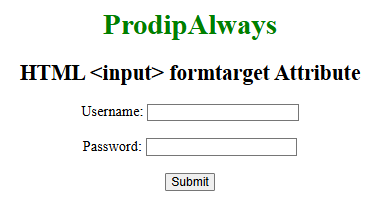 ProdipAlways
HTML <input> formtarget Attribute
Username:
Password:
Submit